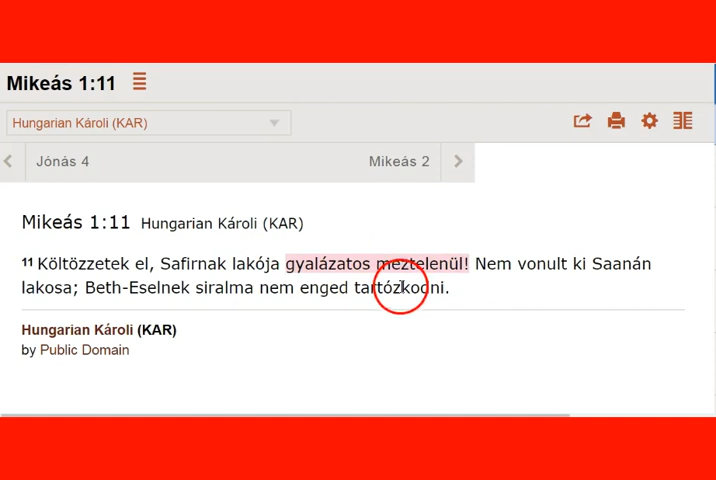 Mikeás 1:11
Hungarian Károli (KAR)
Jónás 4
Mikeás 2
Mikeás 1:11 Hungarian Károli (KAR)
11 Költözzetek el, Safirnak lakója gyalázatos meztelenül! Nem vonult ki Saanán
lakosa; Beth-Eselnek siralma nem enged tartózkodni.
Hungarian Károli (KAR)
by Public Domain